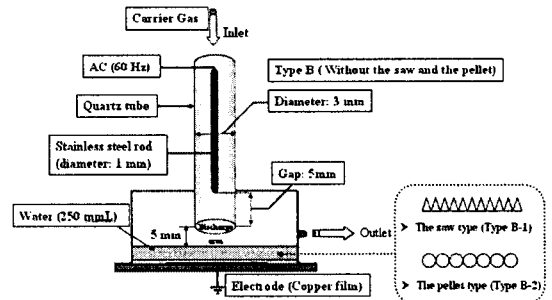 Carrier Gas
Inlet
AC (60 Hz)
Type B ( Without the saw and the pellet)
Quartz tube
Diameter: 3 mm
Stainless steel rod
(diameter: 1 mm)
Gap: 5mm
Water (250 mmL)
Discharge
area
5 mm
Outlet
The saw type (Type B-1)
The pellet type (Type B-2)
Electrode (Copper film)